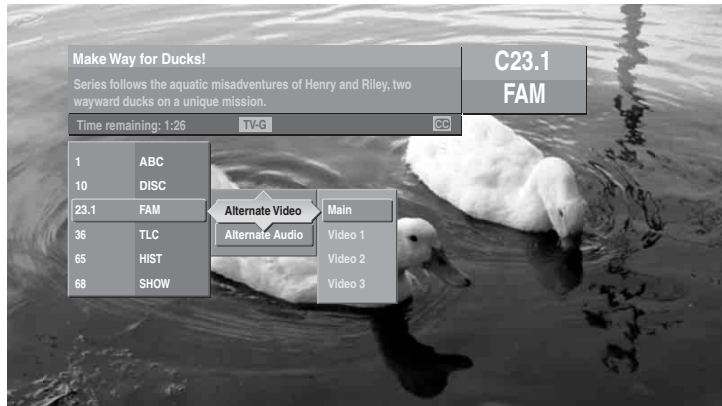 Make Way for Ducks!
Series follows the aquatic misadventures of Henry and Riley, two
wayward ducks on a unique mission.
Time remaining: 1:26 TV-G CC
C23.1
FAM
1 ABC
10 DISC
23.1 FAM
36 TLC
65 HIST
68 SHOW
Alternate Video
Alternate Audio
Main
Video 1
Video 2
Video 3